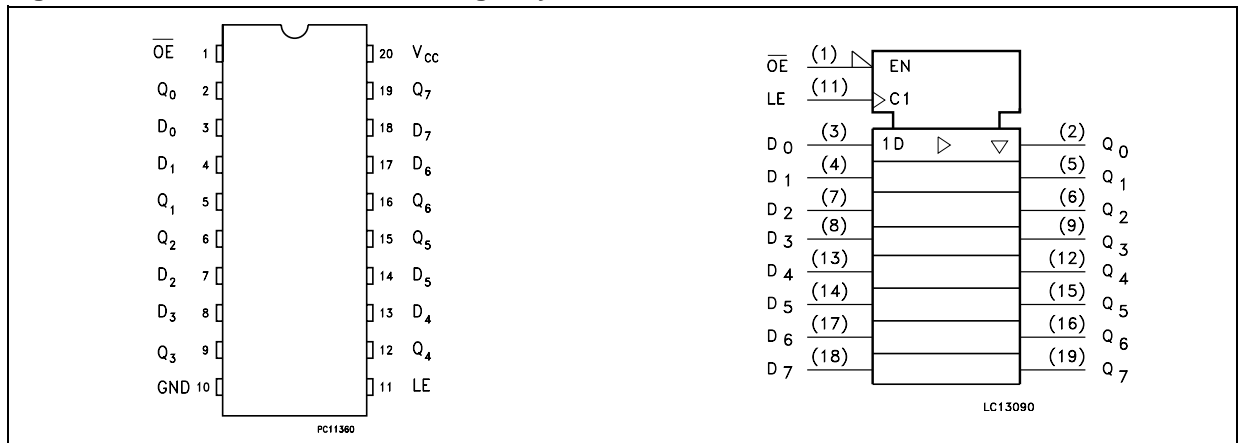 OE 1 20 VCC
Q0 2 19 Q7
D0 3 18 D7
D1 4 17 D6
Q1 5 16 Q6
Q2 6 15 Q5
D2 7 14 D5
D3 8 13 D4
Q3 9 12 Q4
GND 10 11 LE
PC11360
OE (1) EN
LE (11) C1
D0 (3) 1D (2) Q0
D1 (4) (5) Q1
D2 (7) (6) Q2
D3 (8) (9) Q3
D4 (13) (12) Q4
D5 (14) (15) Q5
D6 (17) (16) Q6
D7 (18) (19) Q7
LC13090